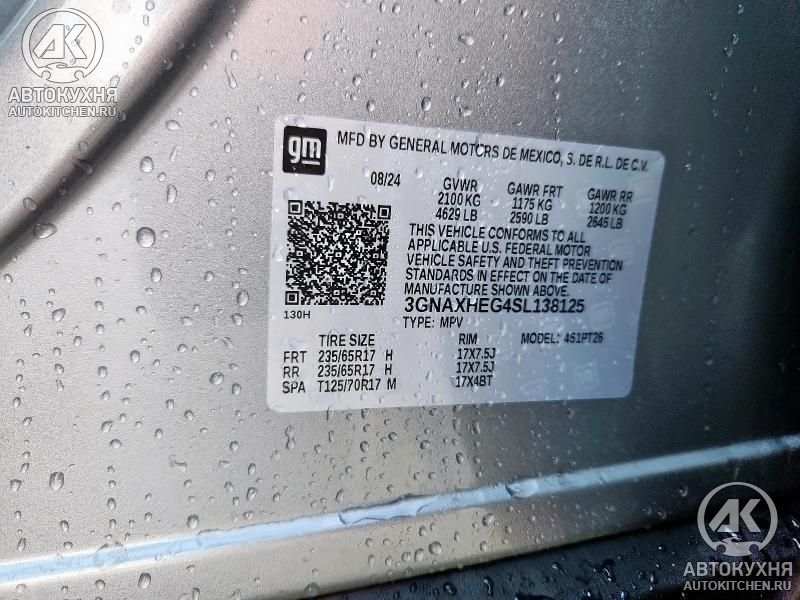 AK
АВТОКУХНЯ
AUTOKITCHEN.RU
gm
MFD BY GENERAL MOTORS DE MEXICO, S. DE R.L. DE C.V.
08/24 GVWR GAWR FRT GAWR RR
2100 KG 1175 KG 1200 KG
4629 LB 2590 LB 2645 LB
THIS VEHICLE CONFORMS TO ALL
APPLICABLE U.S. FEDERAL MOTOR
VEHICLE SAFETY AND THEFT PREVENTION
STANDARDS IN EFFECT ON THE DATE OF
MANUFACTURE SHOWN ABOVE.
3GNAXHEG4SL138125
130H
TYPE: MPV
TIRE SIZE RIM MODEL: 451PT26
FRT 235/65R17 H 17X7.5J
RR 235/65R17 H 17X7.5J
SPA T125/70R17 M 17X4BT
AK
АВТОКУХНЯ
AUTOKITCHEN.RU